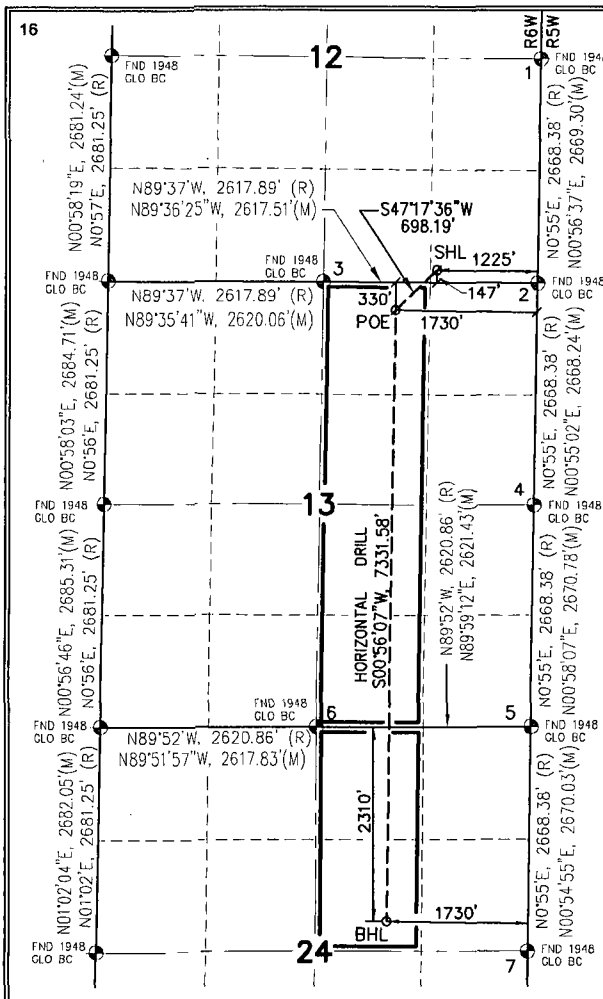 16
R6W
R5W
12
FND 1948
GLO BC
1
FND 1948
GLO BC
N00°58'19"E, 2681.24'(M)
N0°57'E, 2681.25' (R)
N0°55'E, 2668.38' (R)
N00°56'37"E, 2669.30'(M)
N89°37'W, 2617.89' (R)
N89°36'25"W, 2617.51'(M)
S47°17'36"W
698.19'
SHL
1225'
FND 1948
GLO BC
3
FND 1948
GLO BC
2
FND 1948
GLO BC
147'
330'
POE
1730'
N89°37'W, 2617.89' (R)
N89°35'41"W, 2620.06'(M)
N00°58'03"E, 2684.71'(M)
N0°56'E, 2681.25' (R)
N0°55'E, 2668.38' (R)
N00°55'02"E, 2668.24'(M)
FND 1948
GLO BC
13
4
FND 1948
GLO BC
HORIZONTAL DRILL
S00°56'07"W, 7331.58'
N89°52'W, 2620.86' (R)
N89°59'12"E, 2621.43'(M)
N00°56'46"E, 2685.31'(M)
N0°56'E, 2681.25' (R)
N0°55'E, 2668.38' (R)
N00°58'07"E, 2670.78'(M)
FND 1948
GLO BC
FND 1948
GLO BC
6
5
FND 1948
GLO BC
N89°52'W, 2620.86' (R)
N89°51'57"W, 2617.83'(M)
N01°02'04"E, 2682.05'(M)
N01°02'E, 2681.25' (R)
2310'
N0°55'E, 2668.38' (R)
N00°54'55"E, 2670.03'(M)
1730'
BHL
FND 1948
GLO BC
24
7
FND 1948
GLO BC